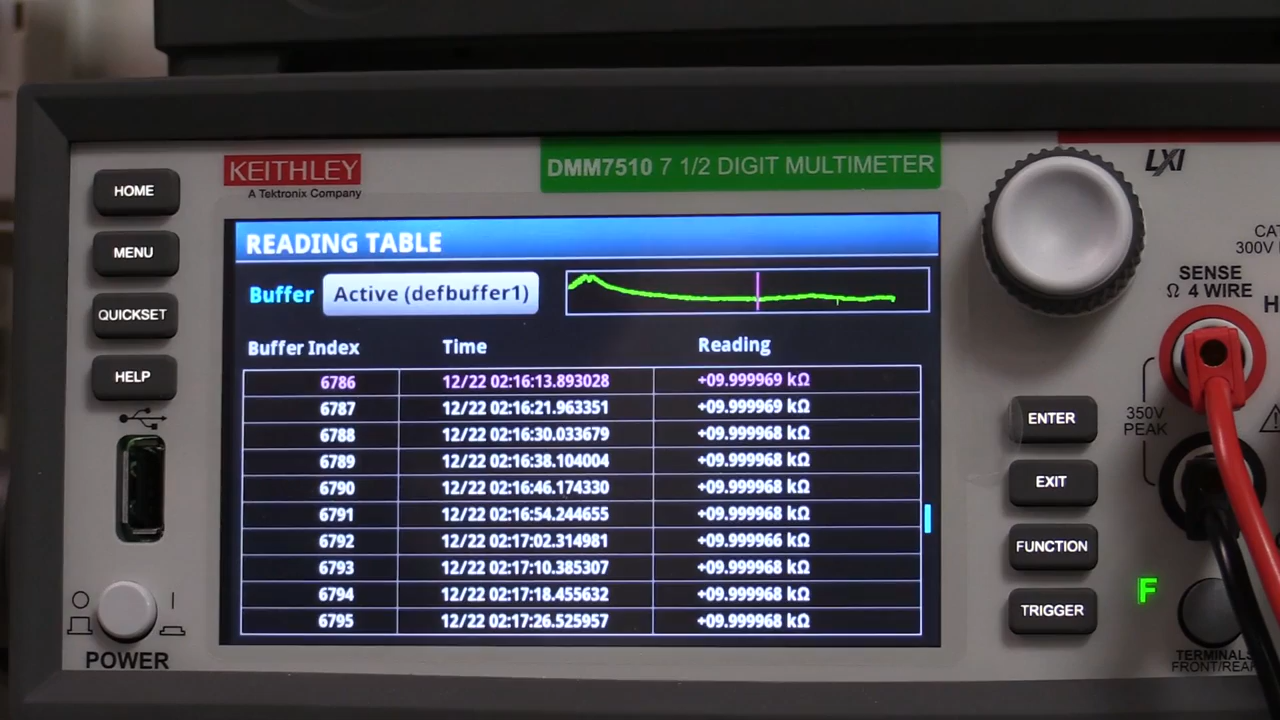 KEITHLEY
A Tektronix Company
DMM7510 7 1/2 DIGIT MULTIMETER
LXI
HOME
MENU
QUICKSET
HELP
READING TABLE
Buffer Active (defbuffer1)
Buffer Index Time Reading
6786 12/22 02:16:13.893028 +09.999969 kΩ
6787 12/22 02:16:21.963351 +09.999969 kΩ
6788 12/22 02:16:30.033679 +09.999968 kΩ
6789 12/22 02:16:38.104004 +09.999968 kΩ
6790 12/22 02:16:46.174330 +09.999968 kΩ
6791 12/22 02:16:54.244655 +09.999968 kΩ
6792 12/22 02:17:02.314981 +09.999966 kΩ
6793 12/22 02:17:10.385307 +09.999968 kΩ
6794 12/22 02:17:18.455632 +09.999968 kΩ
6795 12/22 02:17:26.525957 +09.999968 kΩ
POWER
ENTER
EXIT
FUNCTION
TRIGGER
300V
SENSE
Ω 4 WIRE
350V
PEAK
F
TERMINALS
FRONT/REAR